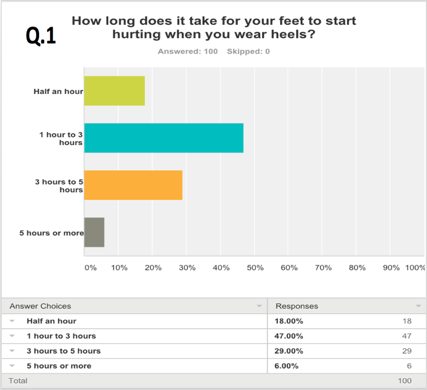 Q.1
How long does it take for your feet to start
hurting when you wear heels?
Answered: 100 Skipped: 0
Half an hour
1 hour to 3
hours
3 hours to 5
hours
5 hours or more
0% 10% 20% 30% 40% 50% 60% 70% 80% 90% 100%
Answer Choices Responses
Half an hour 18.00% 18
1 hour to 3 hours 47.00% 47
3 hours to 5 hours 29.00% 29
5 hours or more 6.00% 6
Total 100